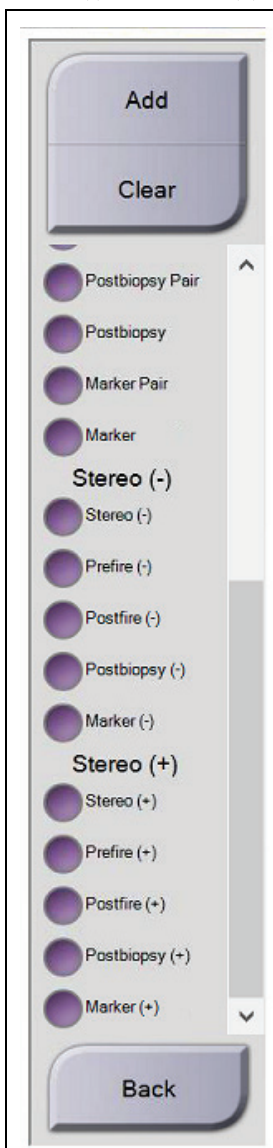 Add
Clear
Postbiopsy Pair
Postbiopsy
Marker Pair
Marker
Stereo (-)
Stereo (-)
Prefire (-)
Postfire (-)
Postbiopsy (-)
Marker (-)
Stereo (+)
Stereo (+)
Prefire (+)
Postfire (+)
Postbiopsy (+)
Marker (+)
Back